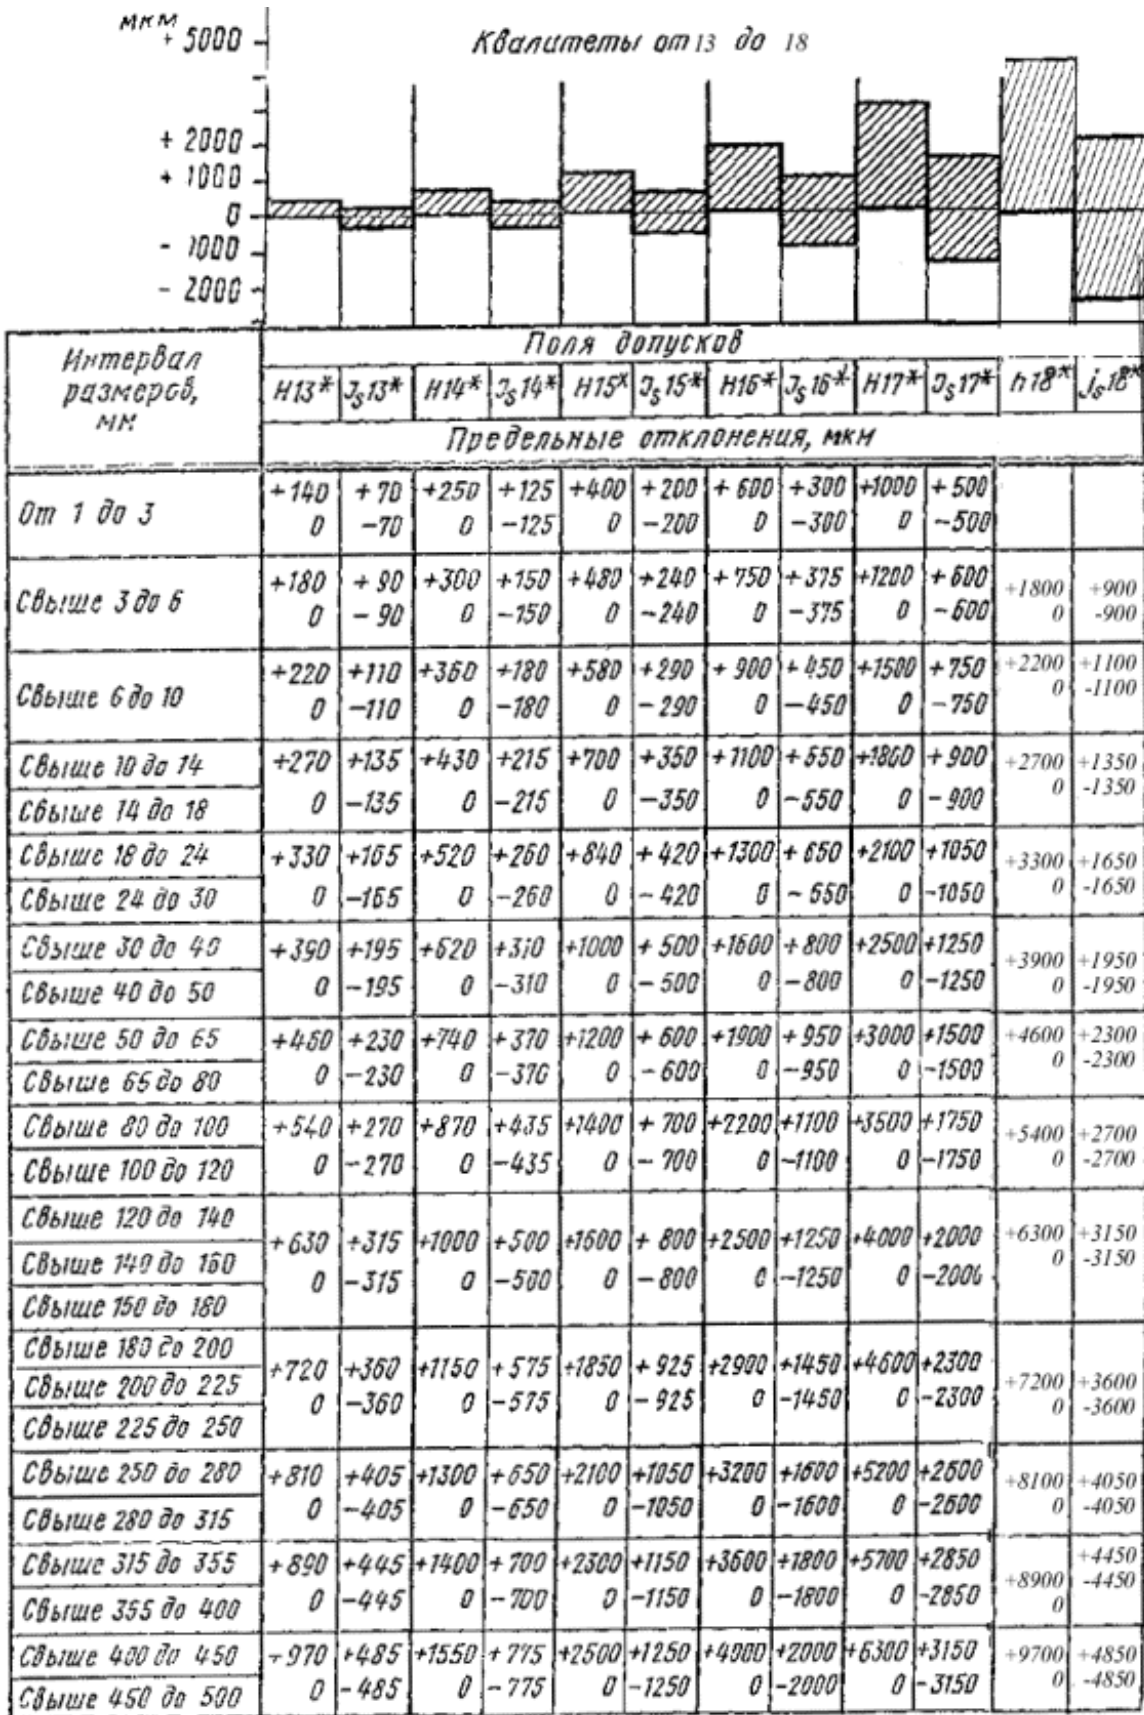 мкм
+ 5000
Квалитеты от 13 до 18
+ 2000
+ 1000
0
- 1000
- 2000
Интервал размеров, мм
Поля допусков
H13* Js13* H14* Js14* H15* Js15* H16* Js16* H17* Js17* h18* js18*
Предельные отклонения, мкм
От 1 до 3
+140 +70 +250 +125 +400 +200 +600 +300 +1000 +500
0 -70 0 -125 0 -200 0 -300 0 -500
Свыше 3 до 6
+180 +90 +300 +150 +480 +240 +750 +375 +1200 +600 +1800 +900
0 -90 0 -150 0 -240 0 -375 0 -600 0 -900
Свыше 6 до 10
+220 +110 +360 +180 +580 +290 +900 +450 +1500 +750 +2200 +1100
0 -110 0 -180 0 -290 0 -450 0 -750 0 -1100
Свыше 10 до 14
+270 +135 +430 +215 +700 +350 +1100 +550 +1800 +900 +2700 +1350
Свыше 14 до 18
0 -135 0 -215 0 -350 0 -550 0 -900 0 -1350
Свыше 18 до 24
+330 +165 +520 +260 +840 +420 +1300 +650 +2100 +1050 +3300 +1650
Свыше 24 до 30
0 -165 0 -260 0 -420 0 -650 0 -1050 0 -1650
Свыше 30 до 40
+390 +195 +620 +310 +1000 +500 +1600 +800 +2500 +1250 +3900 +1950
Свыше 40 до 50
0 -195 0 -310 0 -500 0 -800 0 -1250 0 -1950
Свыше 50 до 65
+460 +230 +740 +370 +1200 +600 +1900 +950 +3000 +1500 +4600 +2300
Свыше 65 до 80
0 -230 0 -370 0 -600 0 -950 0 -1500 0 -2300
Свыше 80 до 100
+540 +270 +870 +435 +1400 +700 +2200 +1100 +3500 +1750 +5400 +2700
Свыше 100 до 120
0 -270 0 -435 0 -700 0 -1100 0 -1750 0 -2700
Свыше 120 до 140
+630 +315 +1000 +500 +1600 +800 +2500 +1250 +4000 +2000 +6300 +3150
Свыше 140 до 160
0 -315 0 -500 0 -800 0 -1250 0 -2000 0 -3150
Свыше 150 до 180
Свыше 180 до 200
+720 +360 +1150 +575 +1850 +925 +2900 +1450 +4600 +2300 +7200 +3600
Свыше 200 до 225
0 -360 0 -575 0 -925 0 -1450 0 -2300 0 -3600
Свыше 225 до 250
Свыше 250 до 280
+810 +405 +1300 +650 +2100 +1050 +3200 +1600 +5200 +2600 +8100 +4050
Свыше 280 до 315
0 -405 0 -650 0 -1050 0 -1600 0 -2600 0 -4050
Свыше 315 до 355
+890 +445 +1400 +700 +2300 +1150 +3600 +1800 +5700 +2850 +8900 +4450
Свыше 355 до 400
0 -445 0 -700 0 -1150 0 -1800 0 -2850 0 -4450
Свыше 400 до 450
+970 +485 +1550 +775 +2500 +1250 +4000 +2000 +6300 +3150 +9700 +4850
Свыше 450 до 500
0 -485 0 -775 0 -1250 0 -2000 0 -3150 0 -4850